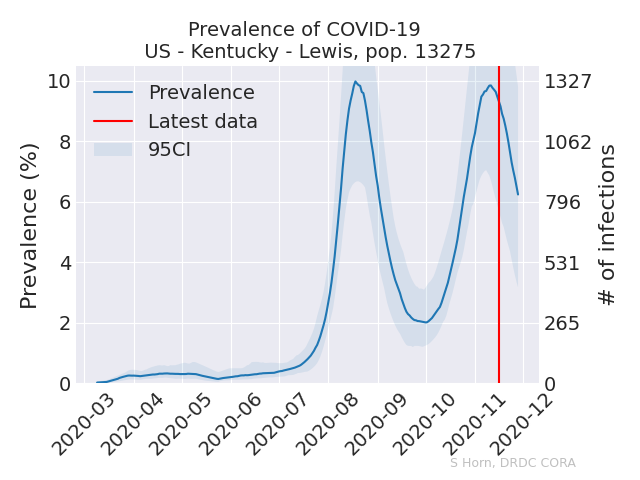 Prevalence of COVID-19
US - Kentucky - Lewis, pop. 13275
Prevalence (%)
10
8
6
4
2
0
Prevalence
Latest data
95CI
1327
1062
796
531
265
0
# of infections
2020-03
2020-04
2020-05
2020-06
2020-07
2020-08
2020-09
2020-10
2020-11
2020-12
S Horn, DRDC CORA